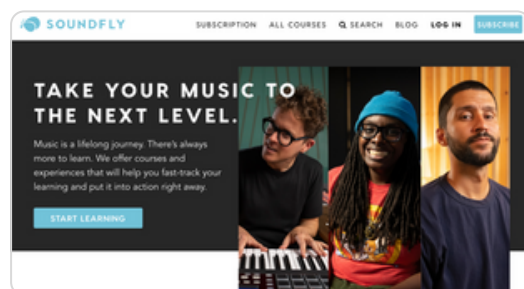 SOUNDFLY
SUBSCRIPTION ALL COURSES SEARCH BLOG LOG IN SUBSCRIBE
TAKE YOUR MUSIC TO
THE NEXT LEVEL.
Music is a lifelong journey. There's always
more to learn. We offer courses and
experiences that will help you fast-track your
learning and put it into action right away.
START LEARNING